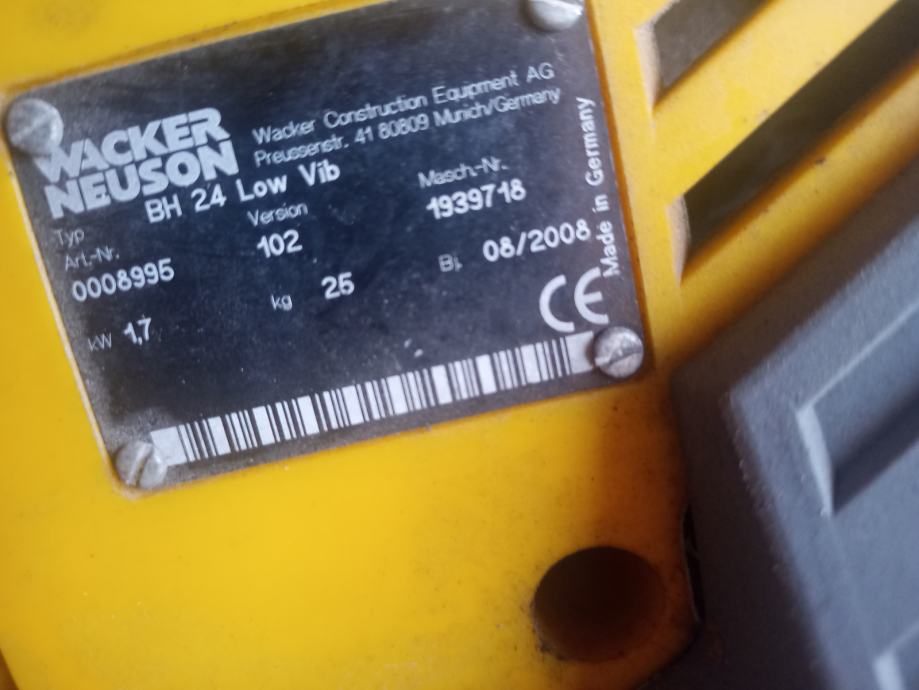 WACKER
NEUSON
Wacker Construction Equipment AG
Preussenstr. 41 80809 Munich/Germany
Typ BH 24 Low Vib
Art.-Nr. Version Masch.-Nr.
0008995 102 1939718
kW 1,7 kg 25 Bj. 08/2008
Made in Germany
CE